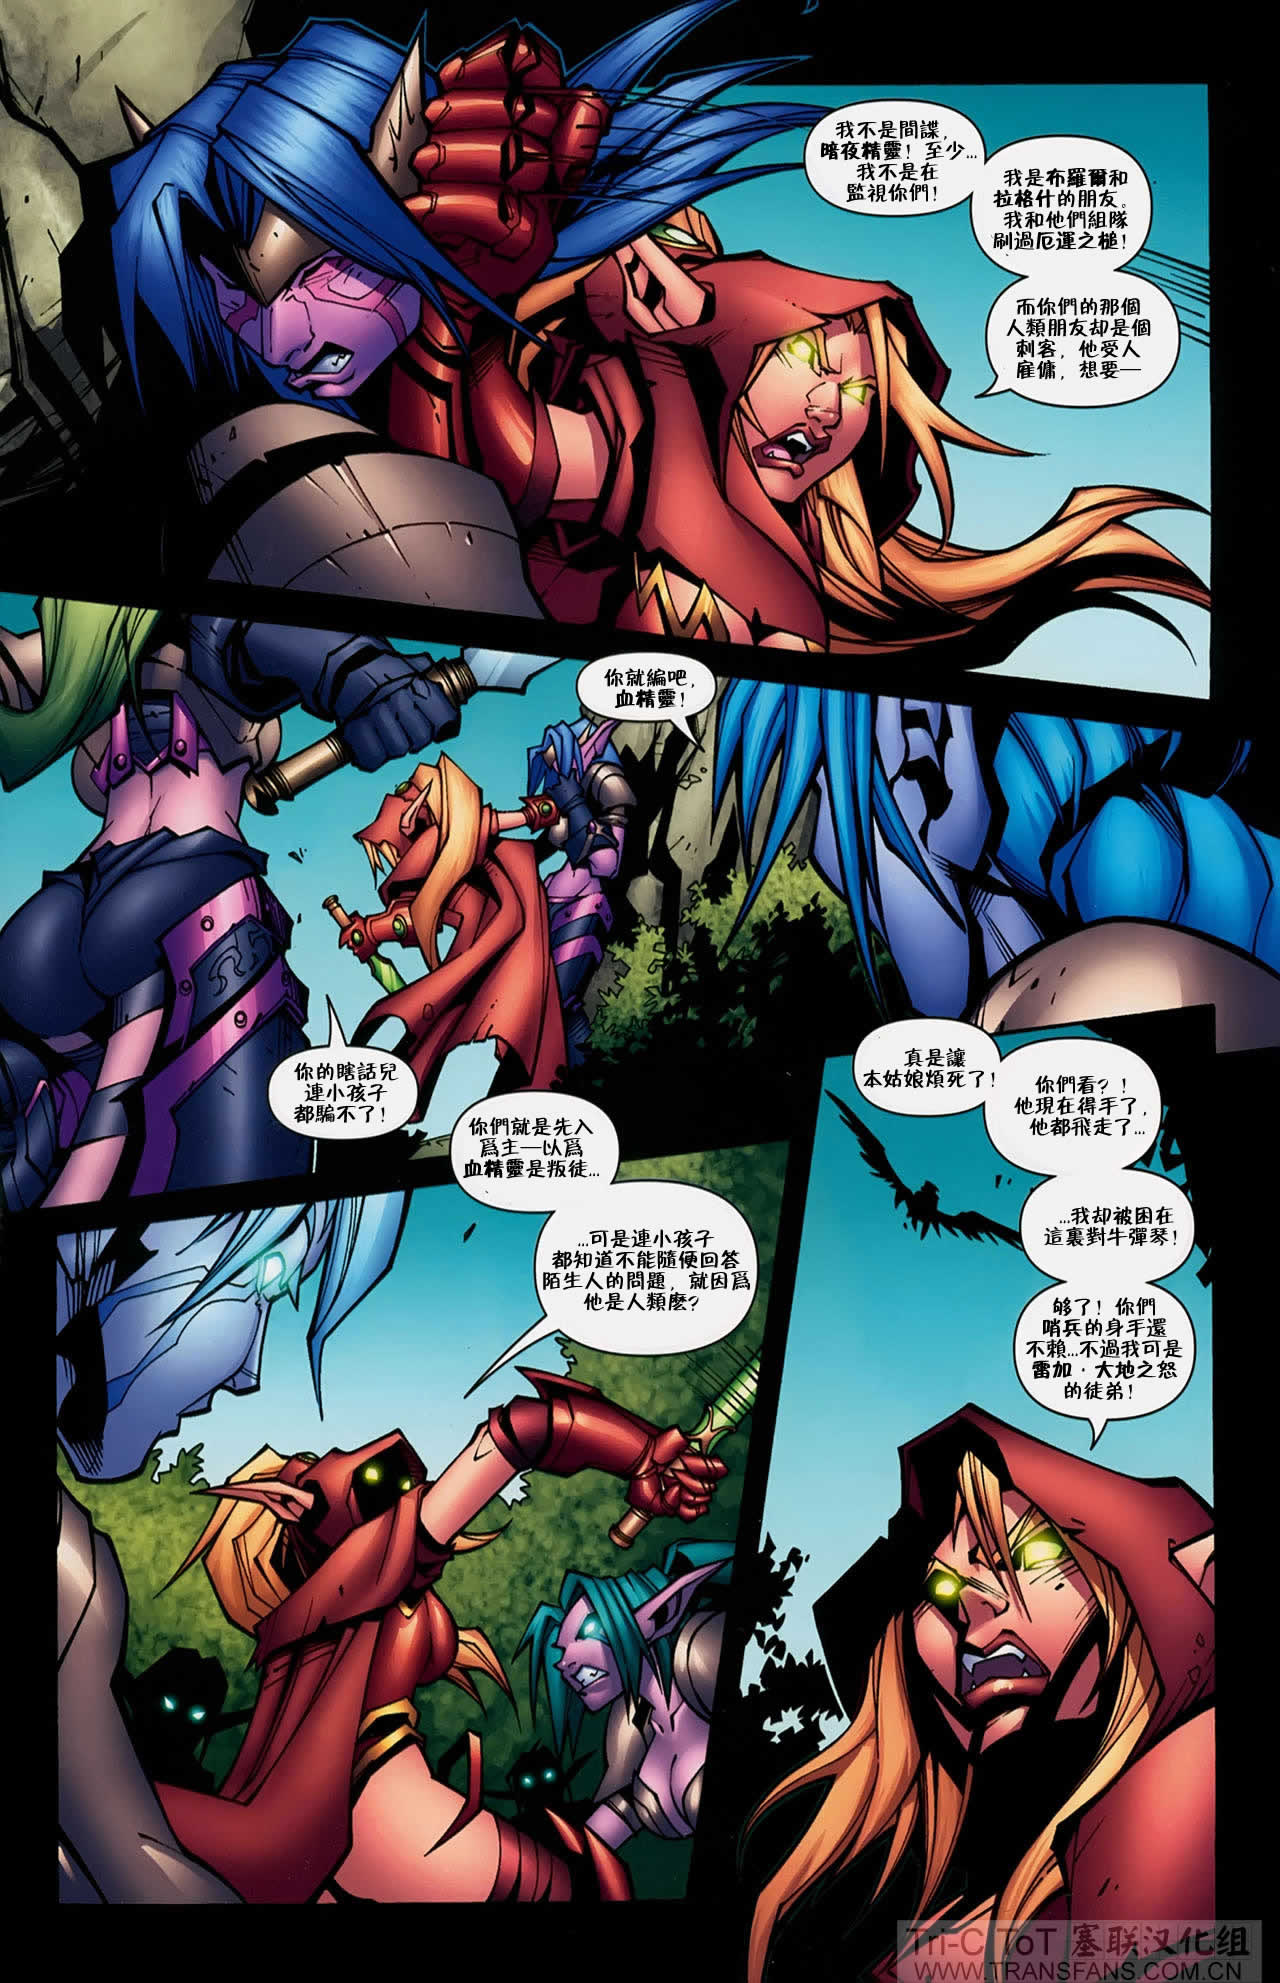 我不是間諜,
暗夜精靈! 至少...
我不是在
監視你們!
我是布羅爾和
拉格什的朋友。
我和他們組隊
刷過厄運之槌!
而你們的那個
人類朋友却是個
刺客, 他受人
雇傭, 想要—
你就編吧,
血精靈!
你的瞎話兒
連小孩子
都騙不了!
你們就是先入
爲主—以爲
血精靈是叛徒...
...可是連小孩子
都知道不能隨便回答
陌生人的問題, 就因爲
他是人類麽?
真是讓
本姑娘煩死了!
你們看?!
他現在得手了,
他都飛走了...
...我却被困在
這裏對牛彈琴!
够了! 你們
哨兵的身手還
不賴...不過我可是
雷加·大地之怒
的徒弟!
Tri-C ToT 塞联汉化组
WWW.TRANSFANS.COM.CN